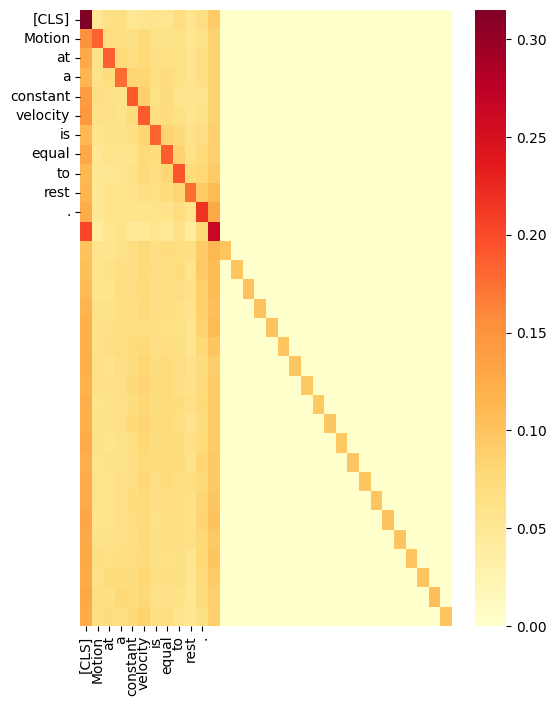 [CLS]
Motion
at
a
constant
velocity
is
equal
to
rest
.
[CLS]
Motion
at
a
constant
velocity
is
equal
to
rest
.
0.30
0.25
0.20
0.15
0.10
0.05
0.00